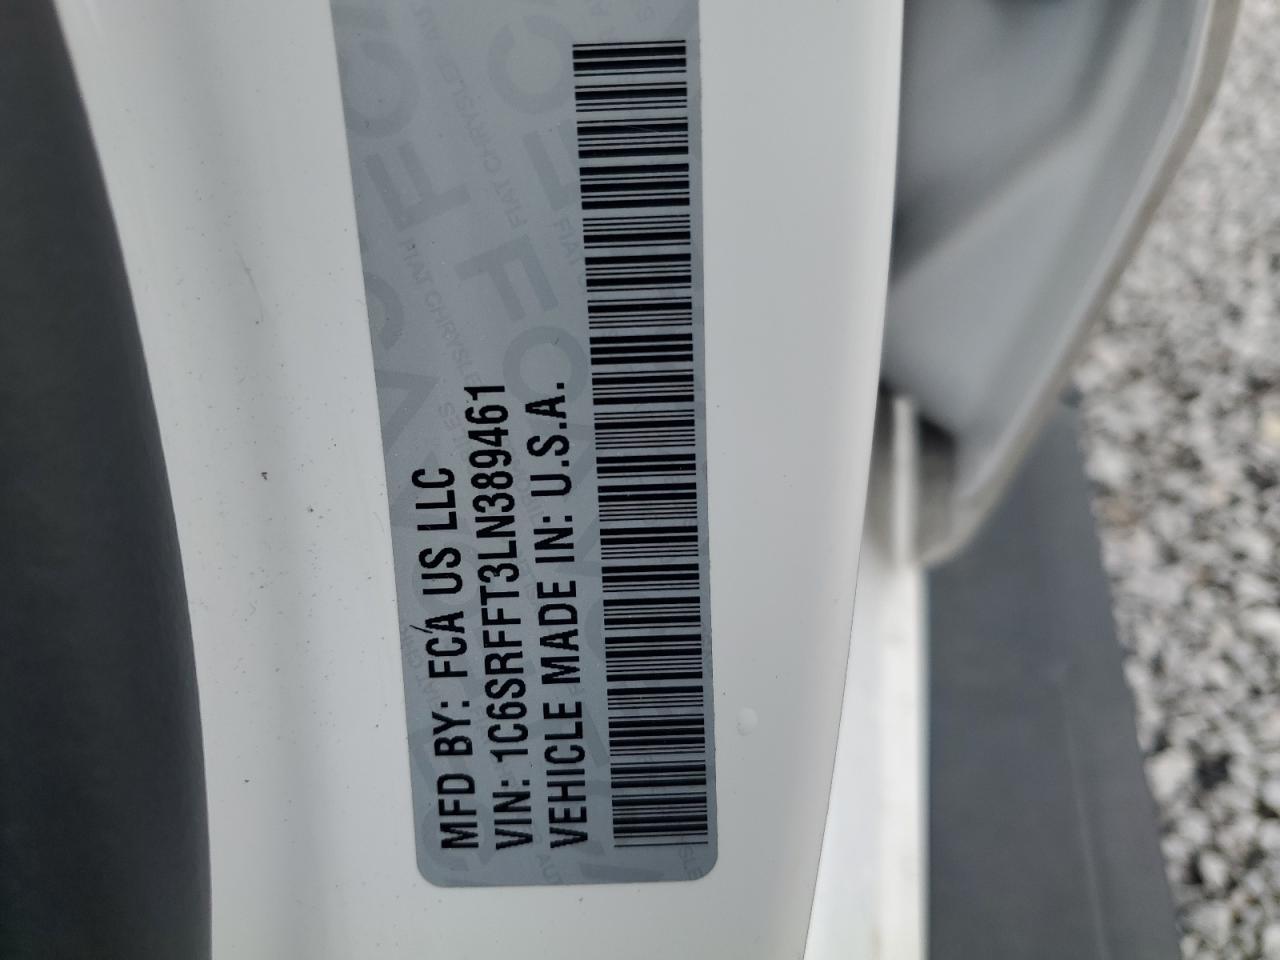 MFD BY: FCA US LLC
VIN: 1C6SRFFT3LN389461
VEHICLE MADE IN: U.S.A.